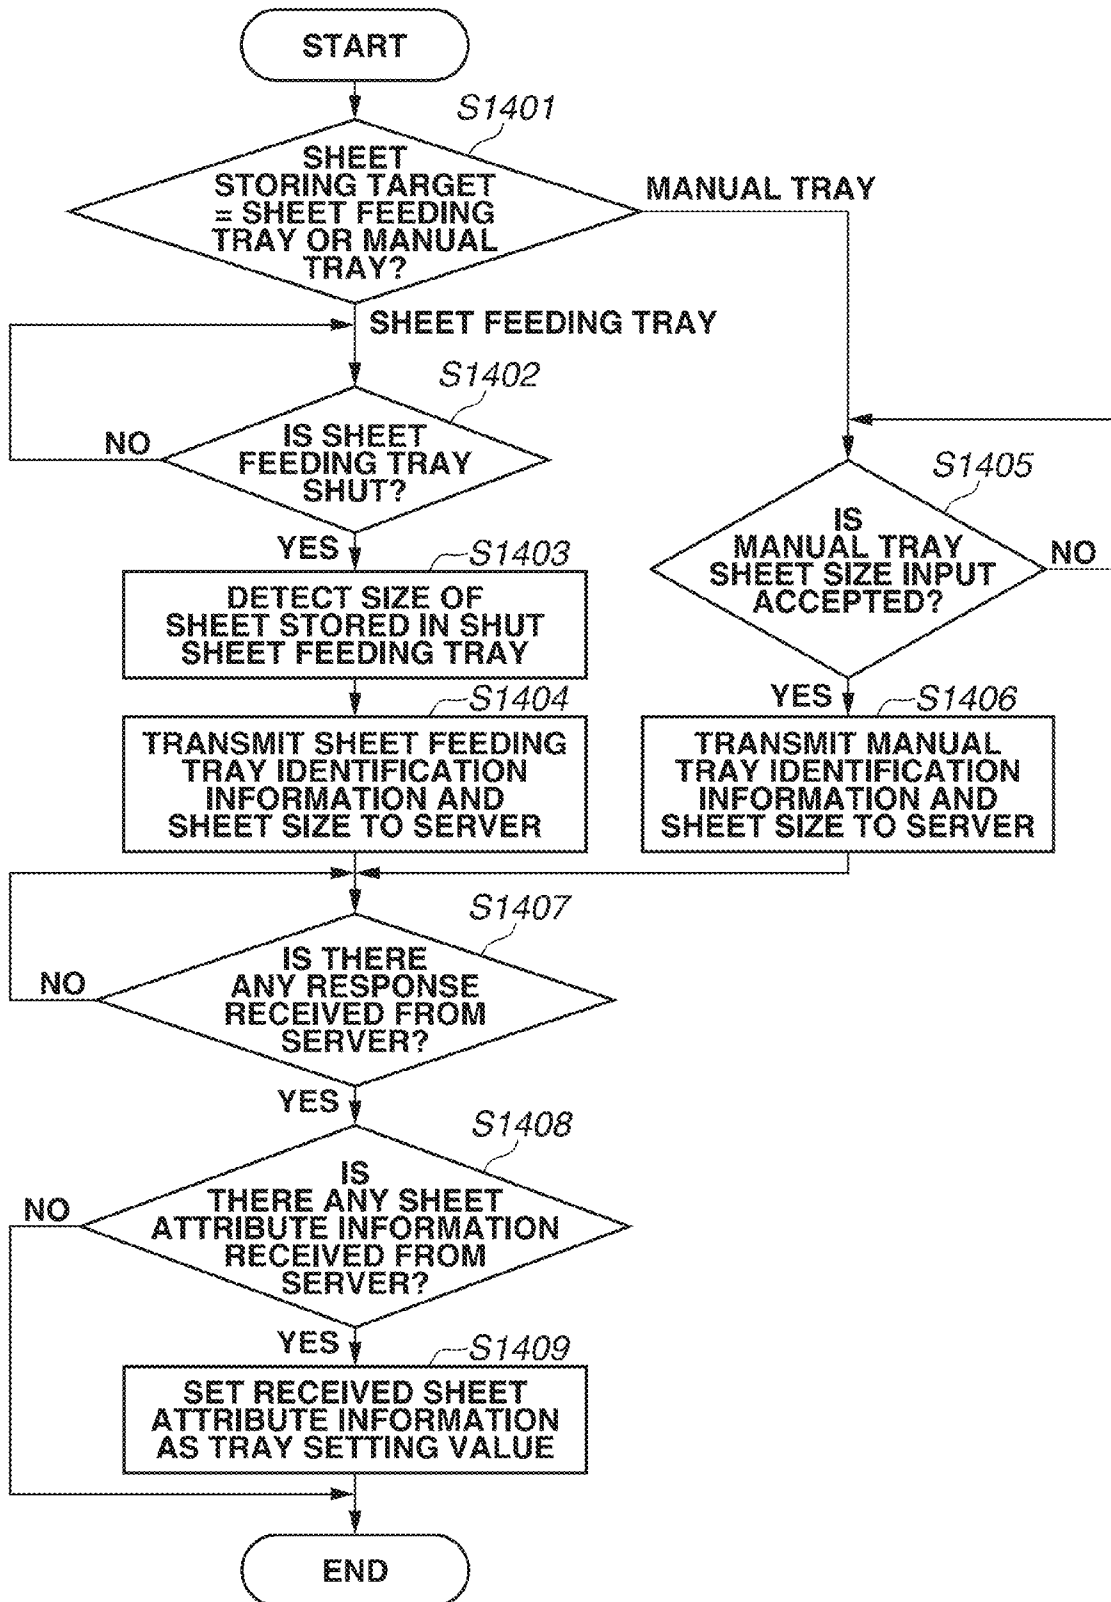 START
S1401
SHEET
STORING TARGET
= SHEET FEEDING
TRAY OR MANUAL
TRAY?
MANUAL TRAY
SHEET FEEDING TRAY
S1402
NO
IS SHEET
FEEDING TRAY
SHUT?
YES
S1403
DETECT SIZE OF
SHEET STORED IN SHUT
SHEET FEEDING TRAY
S1404
TRANSMIT SHEET FEEDING
TRAY IDENTIFICATION
INFORMATION AND
SHEET SIZE TO SERVER
S1405
IS
MANUAL TRAY
SHEET SIZE INPUT
ACCEPTED?
NO
YES
S1406
TRANSMIT MANUAL
TRAY IDENTIFICATION
INFORMATION AND
SHEET SIZE TO SERVER
S1407
NO
IS THERE
ANY RESPONSE
RECEIVED FROM
SERVER?
YES
S1408
NO
IS
THERE ANY SHEET
ATTRIBUTE INFORMATION
RECEIVED FROM
SERVER?
YES
S1409
SET RECEIVED SHEET
ATTRIBUTE INFORMATION
AS TRAY SETTING VALUE
END